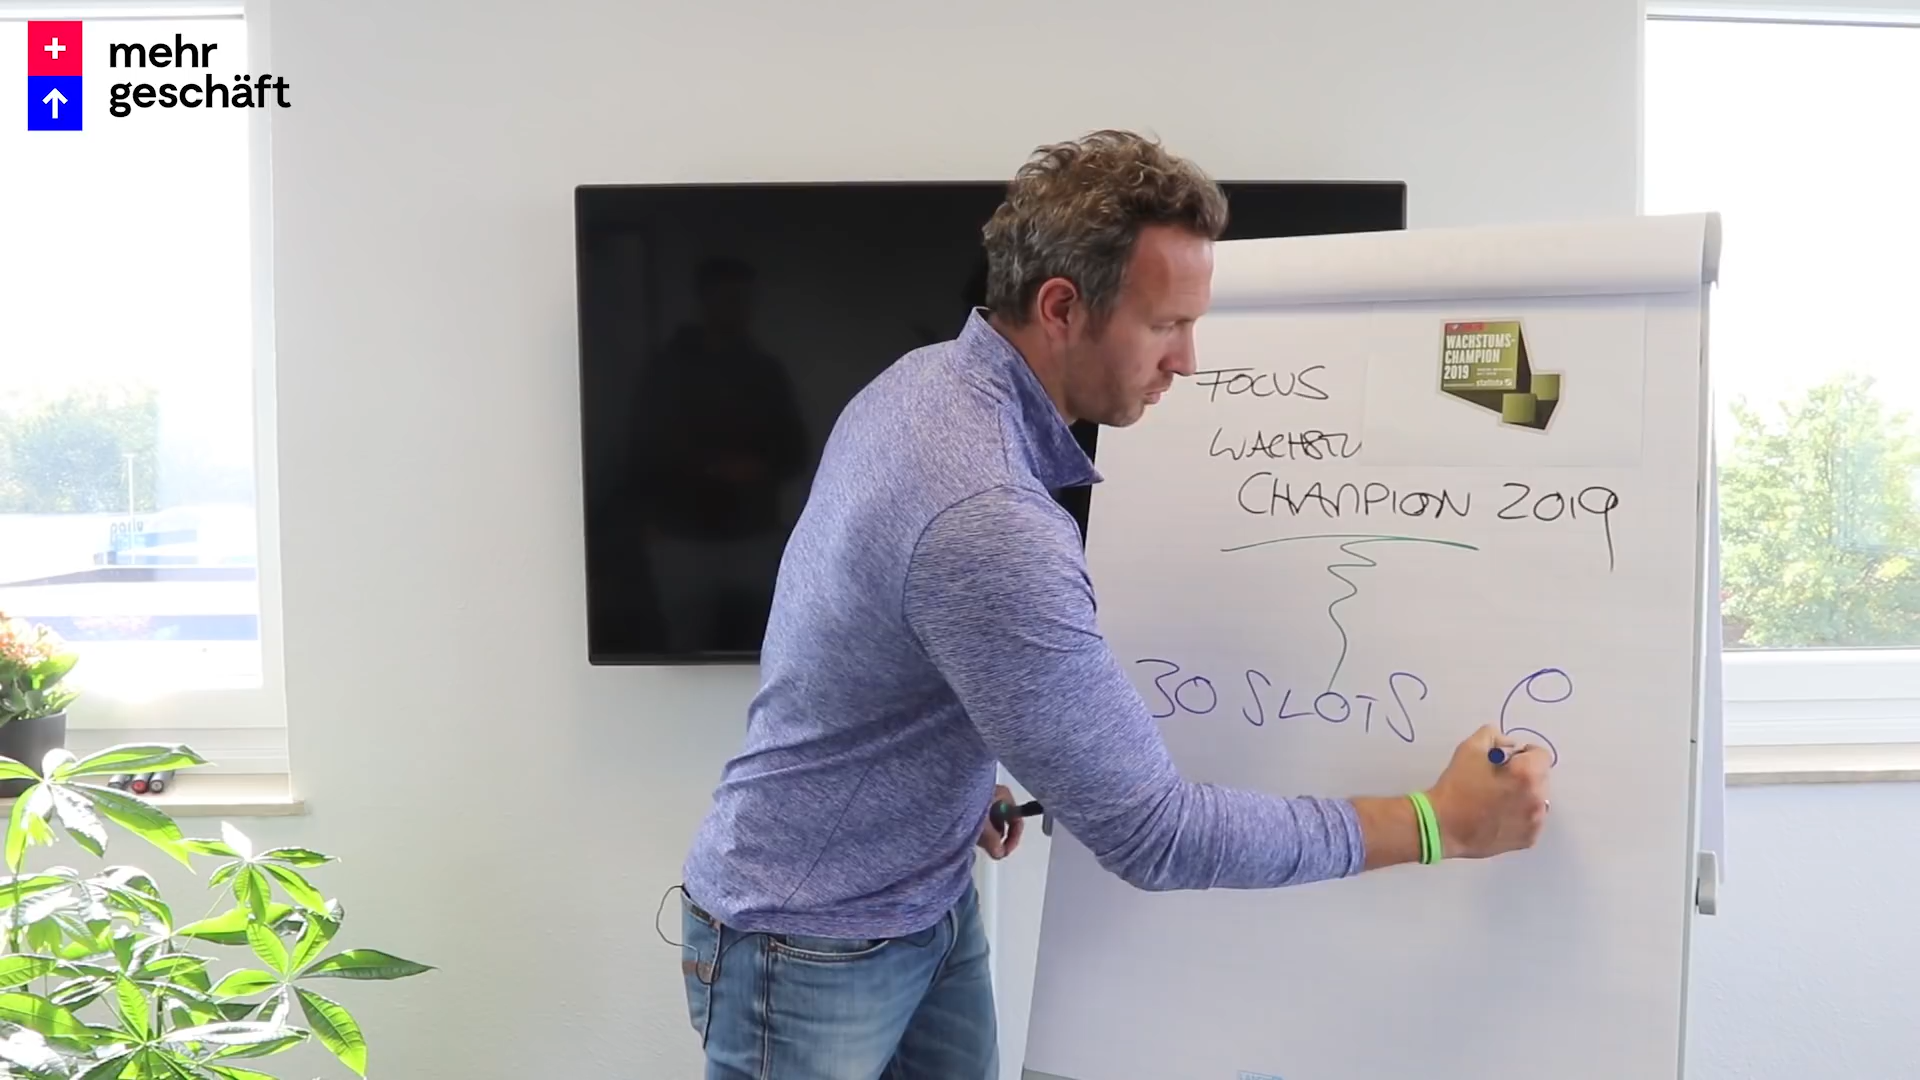 mehr
geschäft
WACHSTUMS-
CHAMPION
2019
statista
FOCUS
WACHSTU
CHAMPION 2019
30 SLOTS